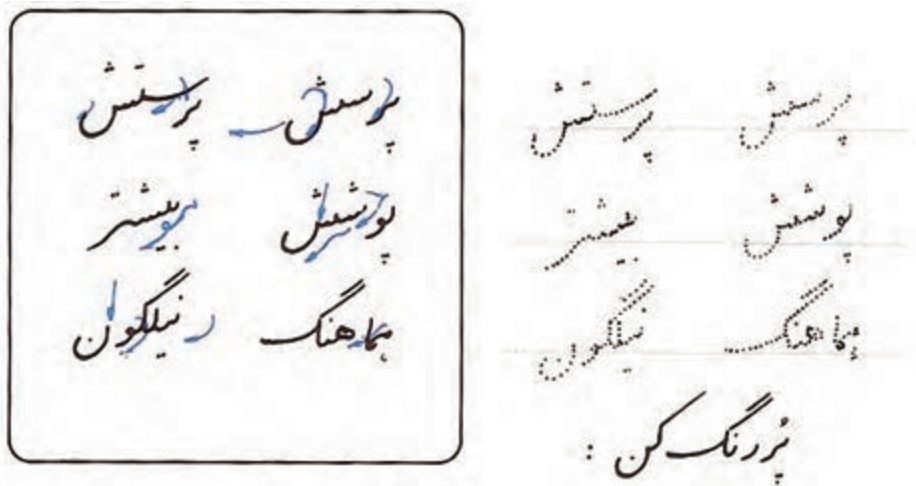 پرسش پرستش
پوشش بیشتر
هماهنگ نیلگون
پرسش پرستش
پوشش بیشتر
هماهنگ نیلگون
پُررنگ کن :